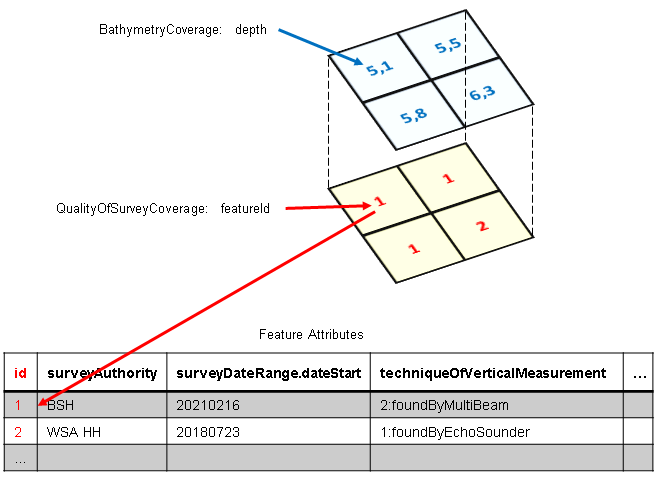 BathymetryCoverage: depth
5,1
5,5
5,8
6,3
QualityOfSurveyCoverage: featureId
1
1
1
2
Feature Attributes
id surveyAuthority surveyDateRange.dateStart techniqueOfVerticalMeasurement ...
1 BSH 20210216 2:foundByMultiBeam
2 WSA HH 20180723 1:foundByEchoSounder
...